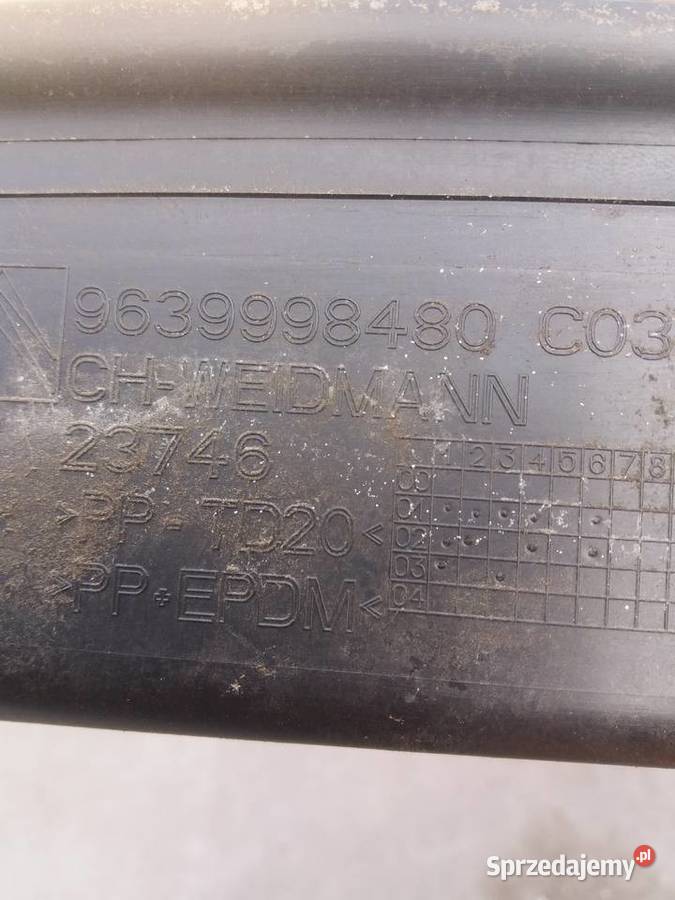 9639998480 C03
CH-WEIDMANN
23746
1 2 3 4 5 6 7 8
00
>PP-TD20< 01
02
>PP+EPDM< 03
04
Sprzedajemy.pl